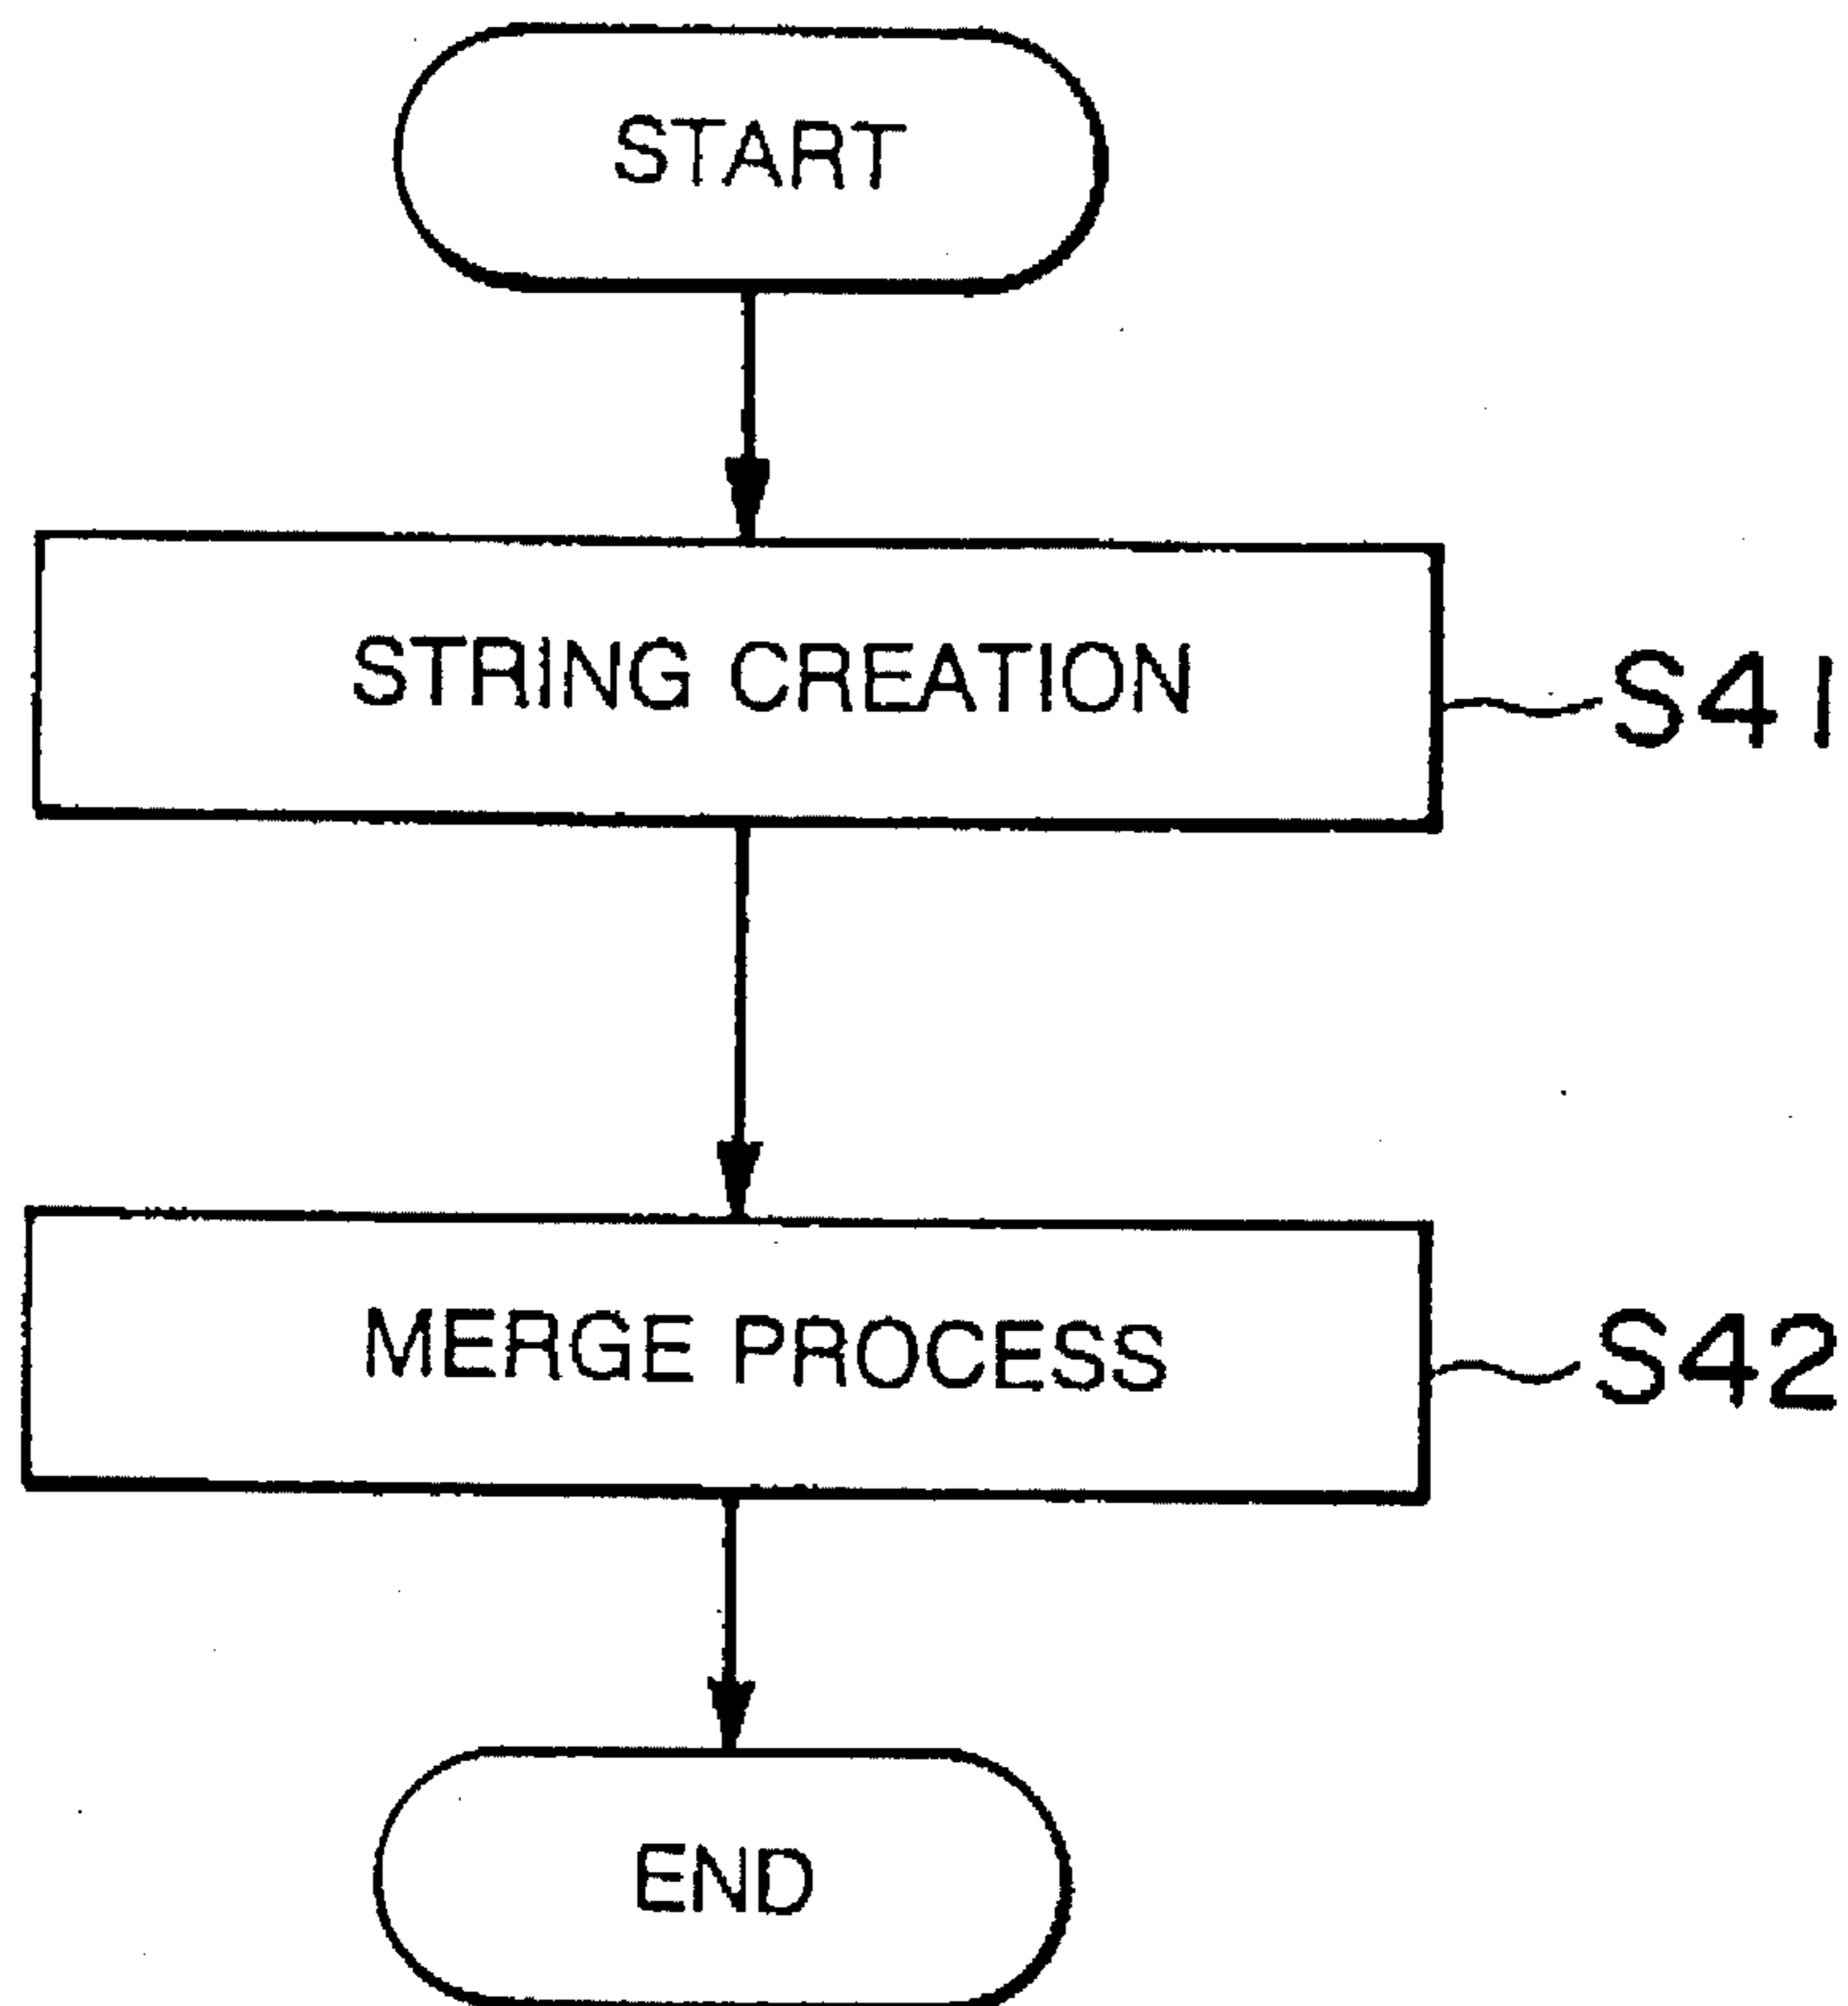 START
STRING CREATION
S41
MERGE PROCESS
S42
END